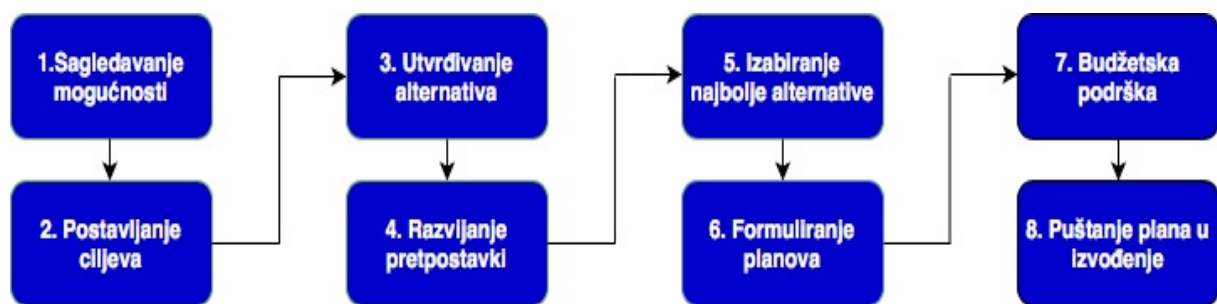 1.Sagledavanje
mogućnosti
2. Postavljanje
ciljeva
3. Utvrđivanje
alternativa
4. Razvijanje
pretpostavki
5. Izabiranje
najbolje alternative
6. Formuliranje
planova
7. Budžetska
podrška
8. Puštanje plana u
izvođenje